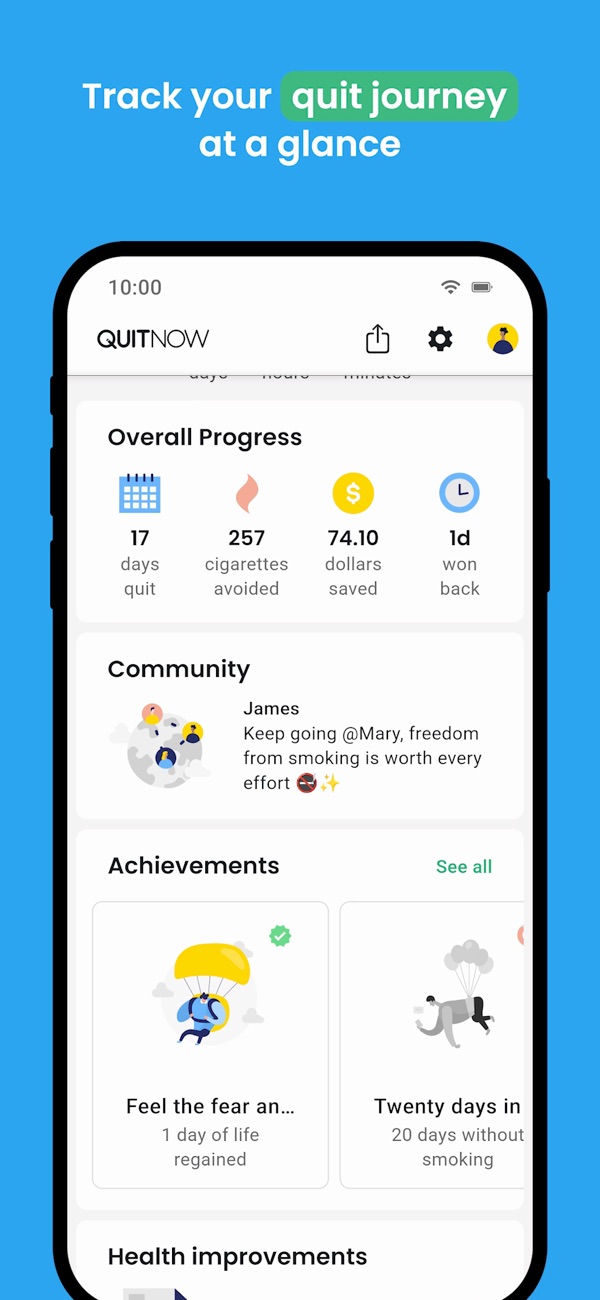 Track your quit journey
at a glance
10:00
QUITNOW
days hours minutes
Overall Progress
17
days
quit
257
cigarettes
avoided
74.10
dollars
saved
1d
won
back
Community
James
Keep going @Mary, freedom
from smoking is worth every
effort 🚭✨
Achievements
See all
Feel the fear an...
1 day of life
regained
Twenty days in
20 days without
smoking
Health improvements